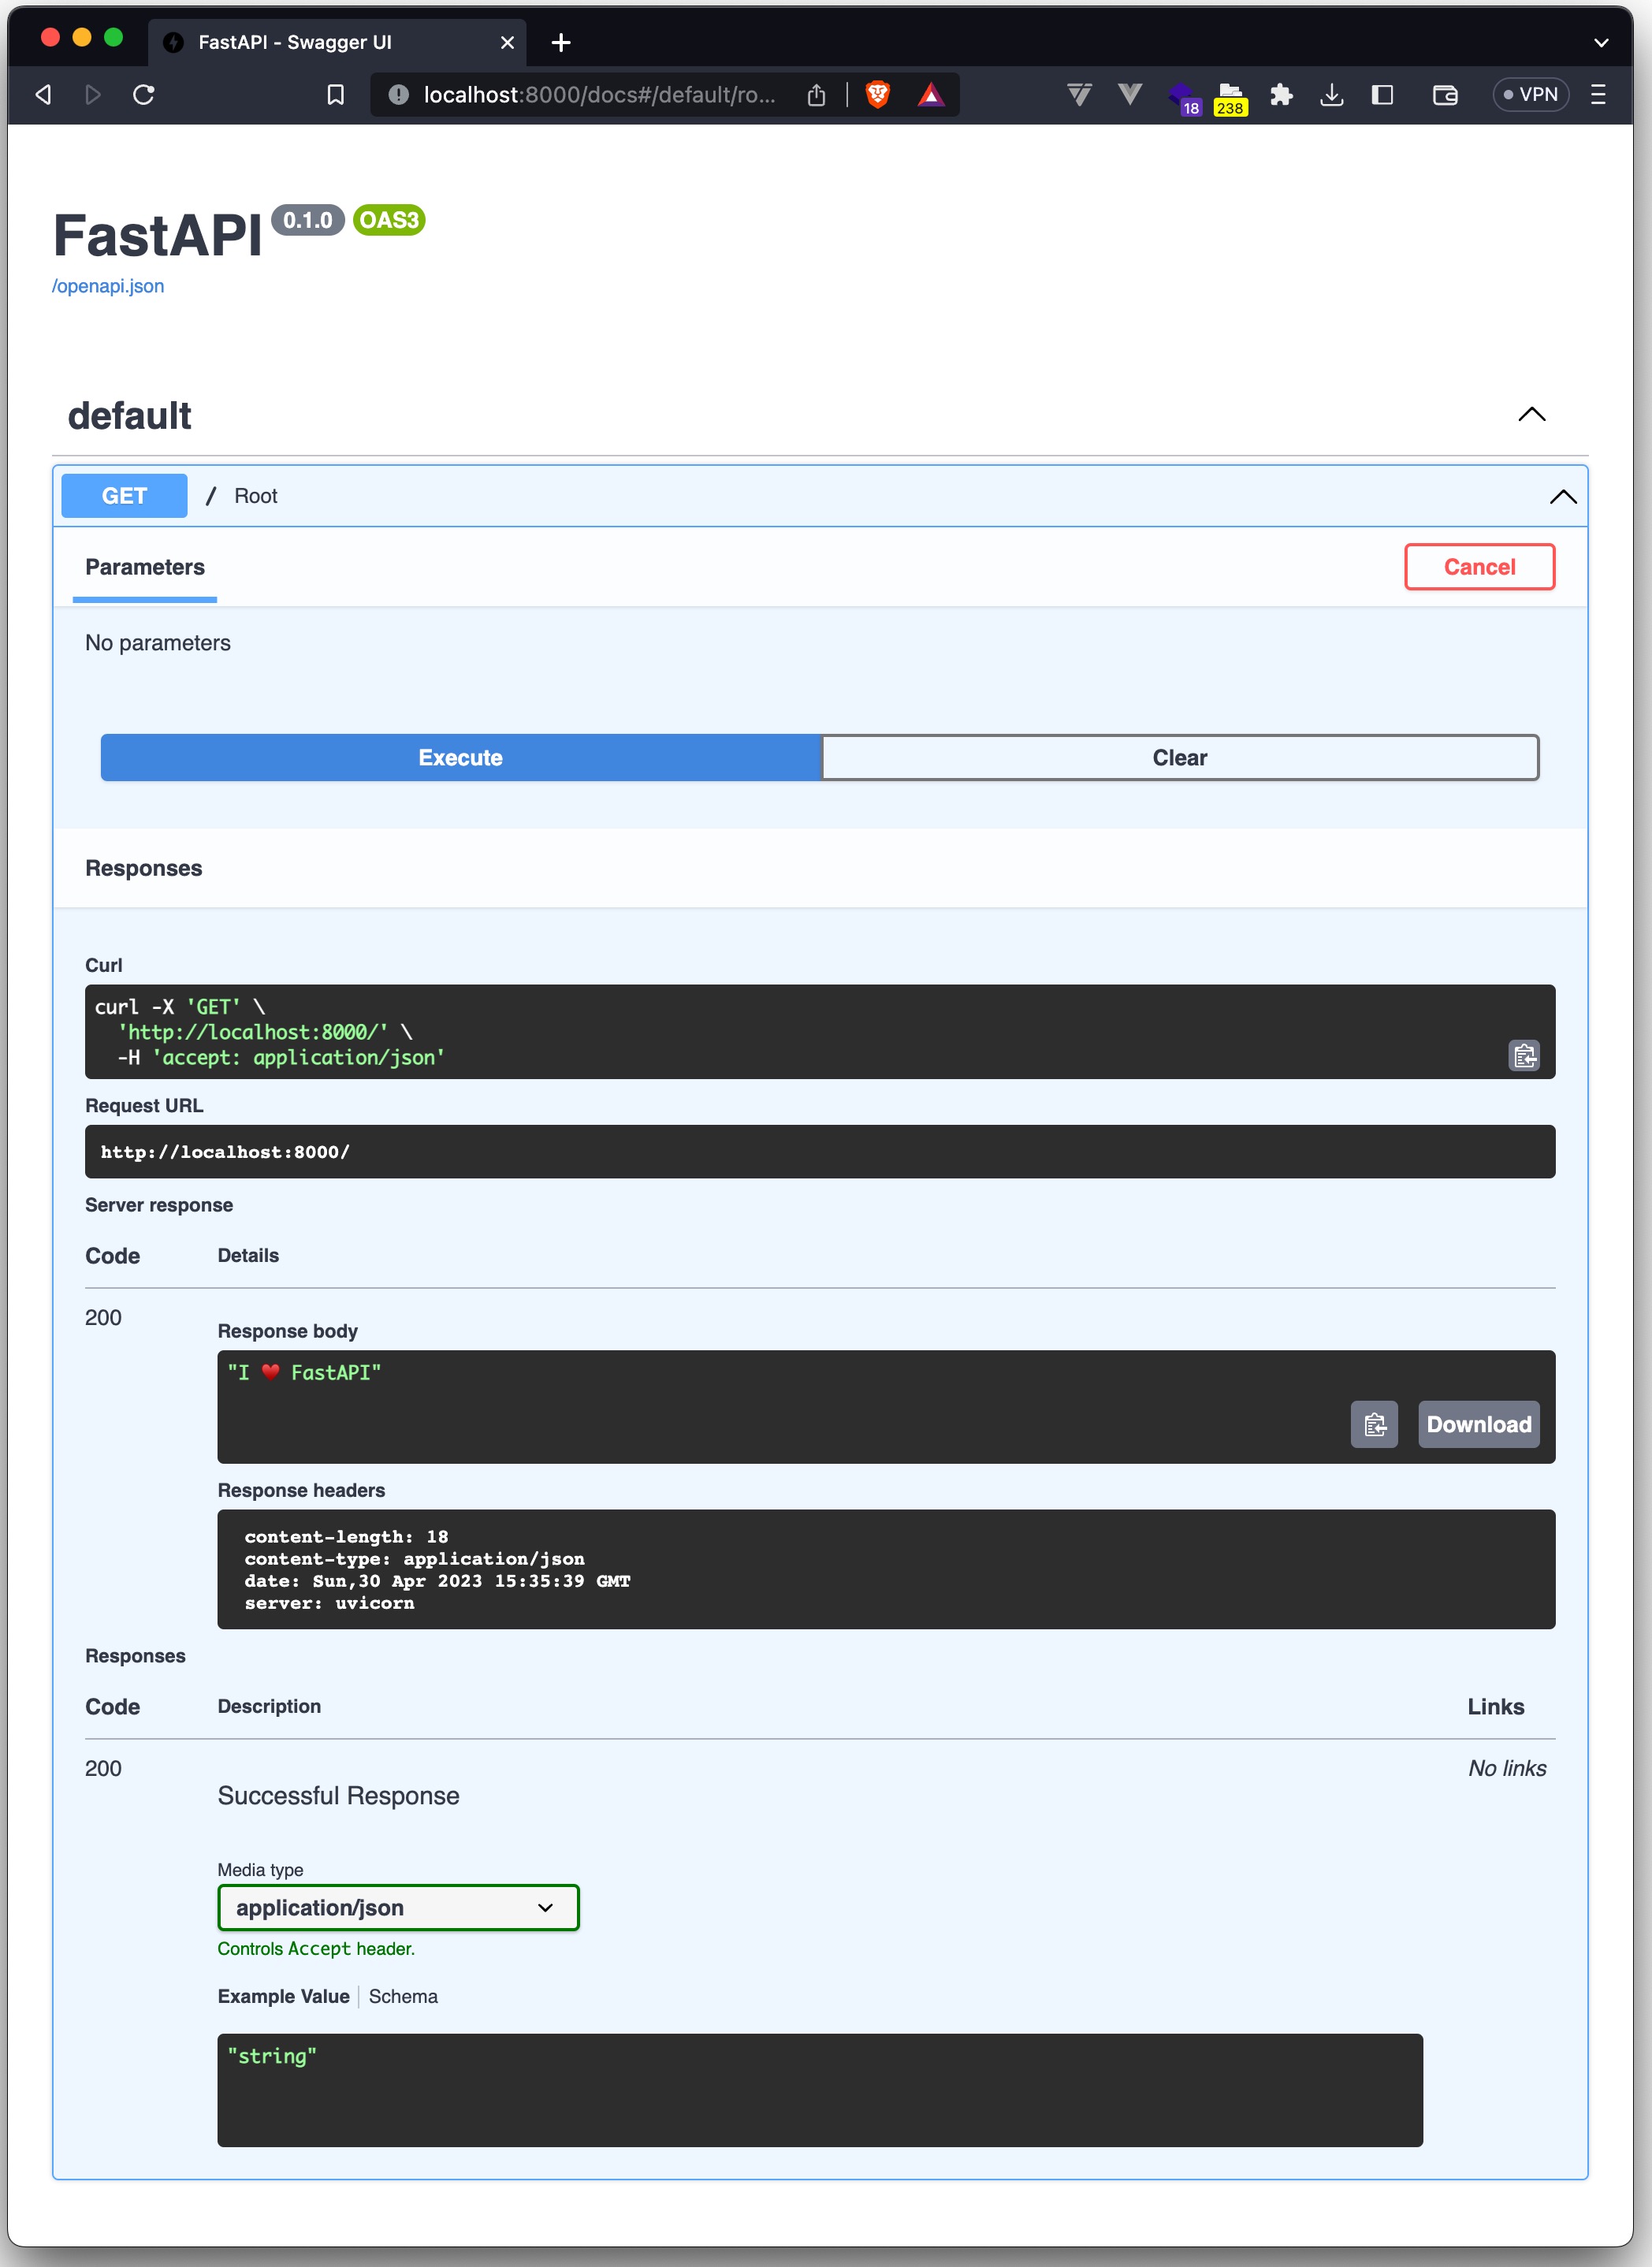 FastAPI - Swagger UI
localhost:8000/docs#/default/ro...
18
238
VPN
FastAPI 0.1.0 OAS3
/openapi.json
default
GET / Root
Parameters
Cancel
No parameters
Execute
Clear
Responses
Curl
curl -X 'GET' \
  'http://localhost:8000/' \
  -H 'accept: application/json'
Request URL
http://localhost:8000/
Server response
Code Details
200
Response body
"I ♥️ FastAPI"
Download
Response headers
content-length: 18
content-type: application/json
date: Sun,30 Apr 2023 15:35:39 GMT
server: uvicorn
Responses
Code Description Links
200
No links
Successful Response
Media type
application/json
Controls Accept header.
Example Value Schema
"string"